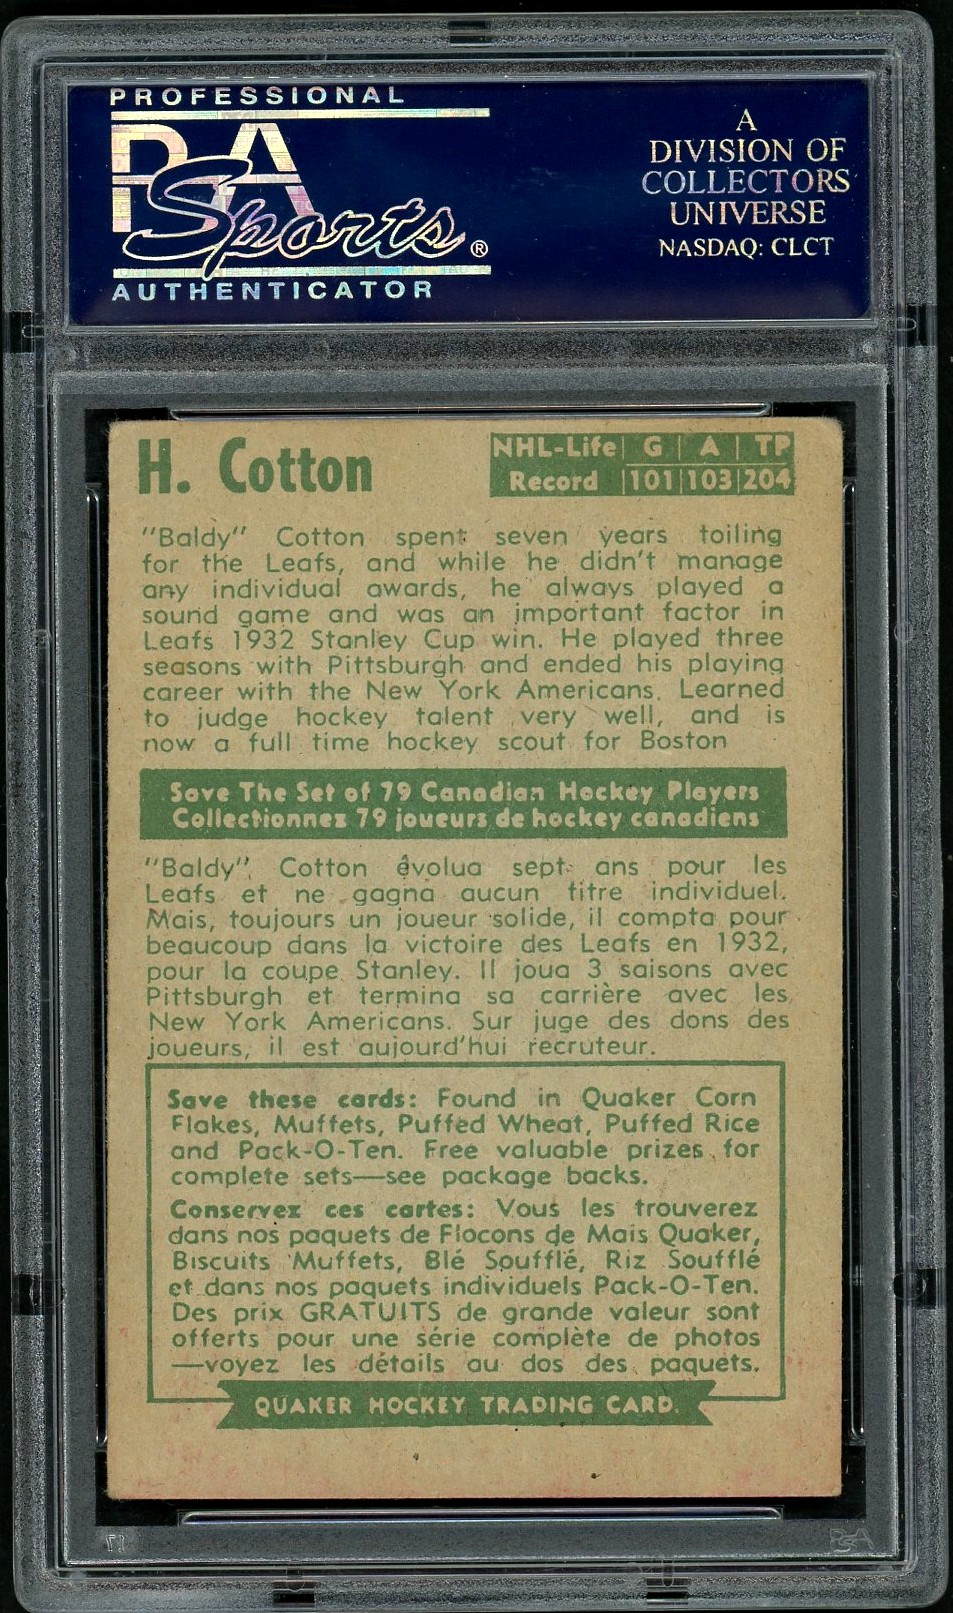 PROFESSIONAL
PSA
Sports®
AUTHENTICATOR
A
DIVISION OF
COLLECTORS
UNIVERSE
NASDAQ: CLCT
H. Cotton
NHL-Life | G | A | TP
Record | 101 | 103 | 204
"Baldy" Cotton spent seven years toiling
for the Leafs, and while he didn't manage
any individual awards, he always played a
sound game and was an important factor in
Leafs 1932 Stanley Cup win. He played three
seasons with Pittsburgh and ended his playing
career with the New York Americans. Learned
to judge hockey talent very well, and is
now a full time hockey scout for Boston
Save The Set of 79 Canadian Hockey Players
Collectionnez 79 joueurs de hockey canadiens
"Baldy" Cotton évolua sept ans pour les
Leafs et ne gagna aucun titre individuel.
Mais, toujours un joueur solide, il compta pour
beaucoup dans la victoire des Leafs en 1932,
pour la coupe Stanley. Il joua 3 saisons avec
Pittsburgh et termina sa carrière avec les
New York Americans. Sur juge des dons des
joueurs, il est aujourd'hui recruteur.
Save these cards: Found in Quaker Corn
Flakes, Muffets, Puffed Wheat, Puffed Rice
and Pack-O-Ten. Free valuable prizes for
complete sets—see package backs.
Conservez ces cartes: Vous les trouverez
dans nos paquets de Flocons de Mais Quaker,
Biscuits Muffets, Blé Soufflé, Riz Soufflé
et dans nos paquets individuels Pack-O-Ten.
Des prix GRATUITS de grande valeur sont
offerts pour une série complète de photos
—voyez les détails au dos des paquets.
QUAKER HOCKEY TRADING CARD.
PSA